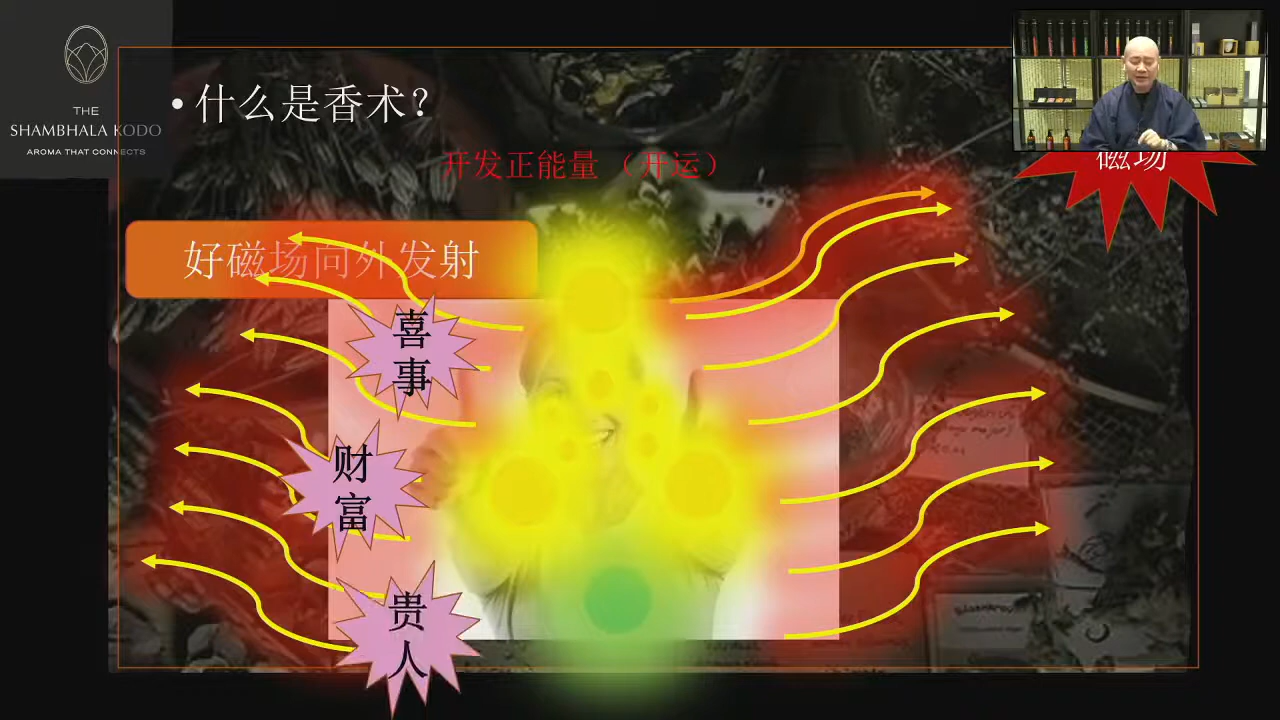 THE
SHAMBHALA KODO
AROMA THAT CONNECTS
• 什么是香术?
开发正能量 （开运）
磁场
好磁场向外发射
喜
事
财
富
贵
人